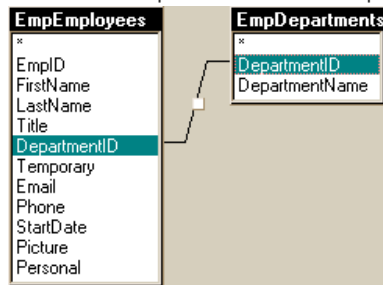 EmpEmployees
*
EmpID
FirstName
LastName
Title
DepartmentID
Temporary
Email
Phone
StartDate
Picture
Personal
EmpDepartments
*
DepartmentID
DepartmentName